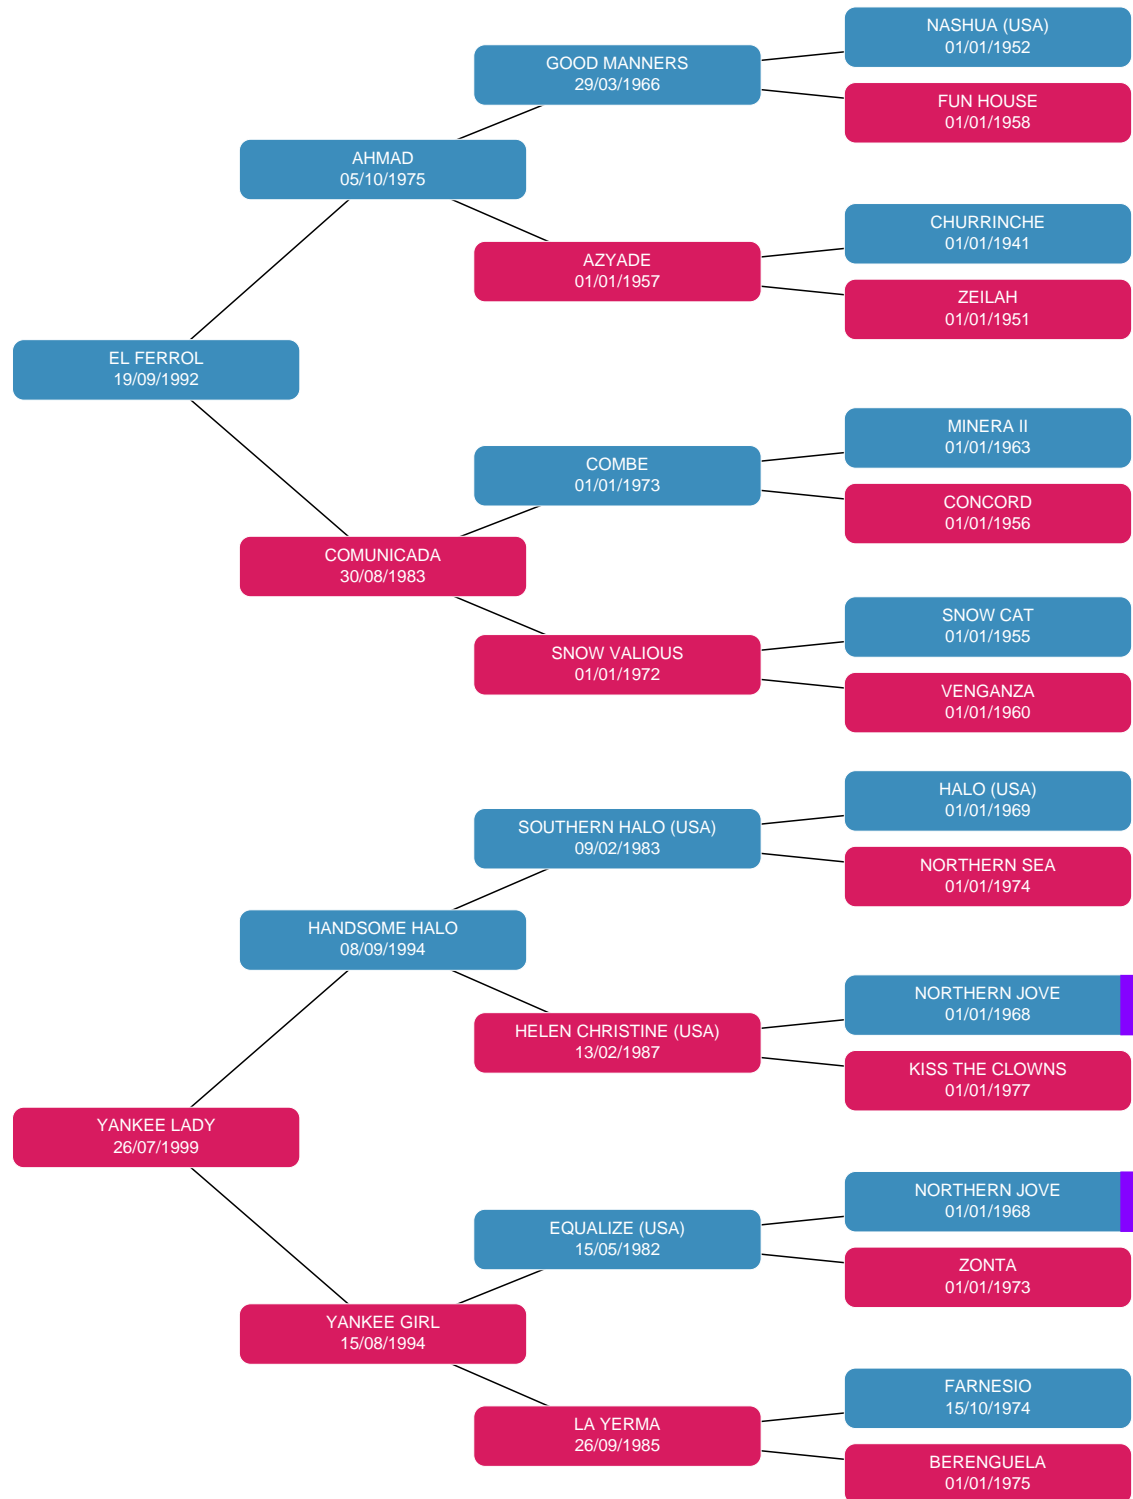 NASHUA (USA)
01/01/1952
GOOD MANNERS
29/03/1966
FUN HOUSE
01/01/1958
AHMAD
05/10/1975
CHURRINCHE
01/01/1941
AZYADE
01/01/1957
ZEILAH
01/01/1951
EL FERROL
19/09/1992
MINERA II
01/01/1963
COMBE
01/01/1973
CONCORD
01/01/1956
COMUNICADA
30/08/1983
SNOW CAT
01/01/1955
SNOW VALIOUS
01/01/1972
VENGANZA
01/01/1960
HALO (USA)
01/01/1969
SOUTHERN HALO (USA)
09/02/1983
NORTHERN SEA
01/01/1974
HANDSOME HALO
08/09/1994
NORTHERN JOVE
01/01/1968
HELEN CHRISTINE (USA)
13/02/1987
KISS THE CLOWNS
01/01/1977
YANKEE LADY
26/07/1999
NORTHERN JOVE
01/01/1968
EQUALIZE (USA)
15/05/1982
ZONTA
01/01/1973
YANKEE GIRL
15/08/1994
FARNESIO
15/10/1974
LA YERMA
26/09/1985
BERENGUELA
01/01/1975